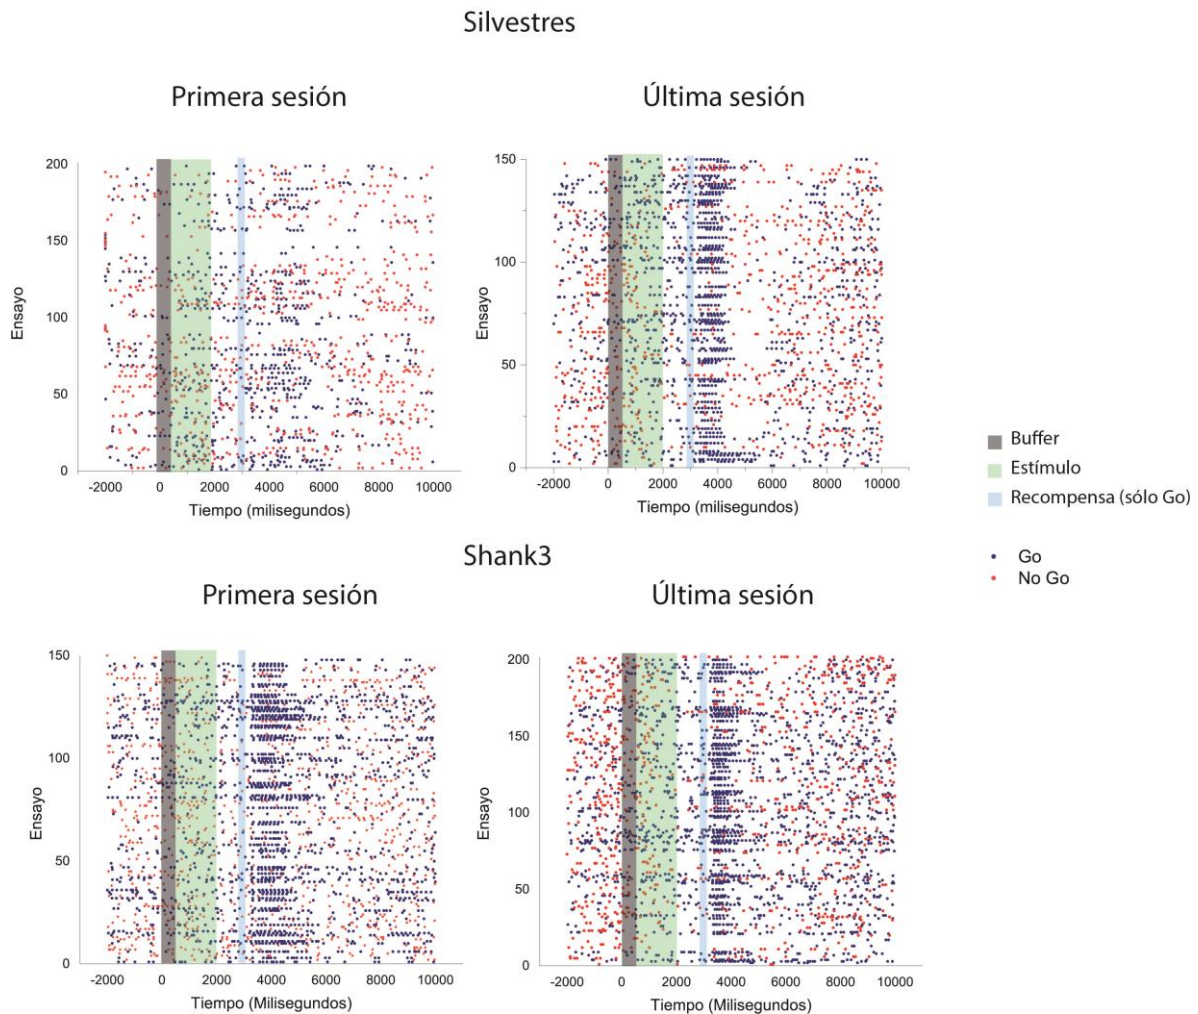 Silvestres
Primera sesión
Última sesión
200
150
100
50
0
Ensayo
-2000 0 2000 4000 6000 8000 10000
Tiempo (milisegundos)
150
100
50
0
Ensayo
-2000 0 2000 4000 6000 8000 10000
Tiempo (milisegundos)
Buffer
Estímulo
Recompensa (sólo Go)
Go
No Go
Shank3
Primera sesión
Última sesión
150
100
50
0
Ensayo
-2000 0 2000 4000 6000 8000 10000
Tiempo (Milisegundos)
200
150
100
50
0
Ensayo
-2000 0 2000 4000 6000 8000 10000
Tiempo (Milisegundos)